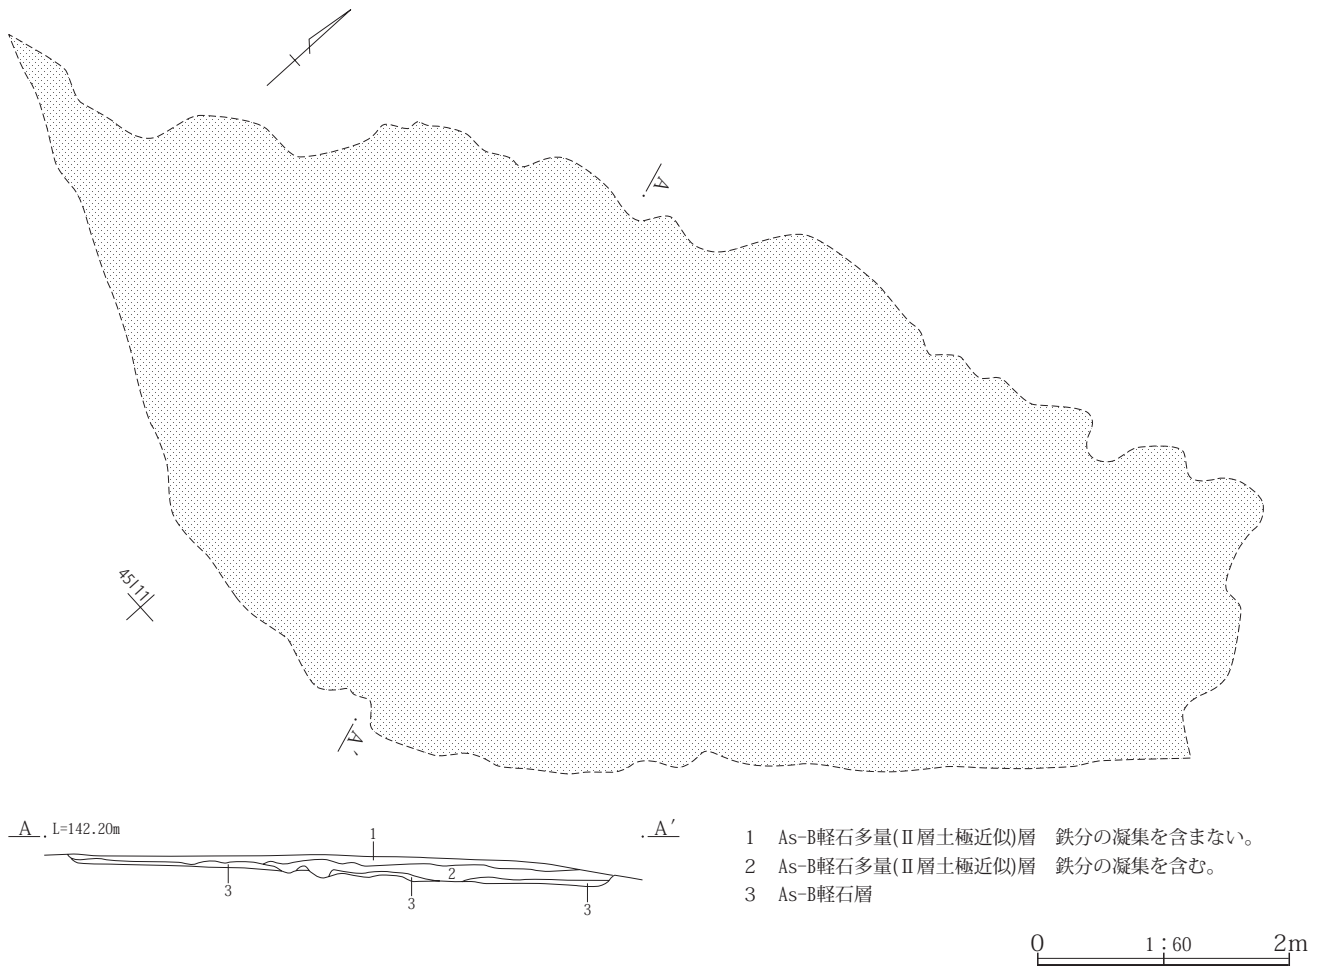 A
45I11
A′
A L=142.20m A′
1
2
3
3
3
1 As-B軽石多量(Ⅱ層土極近似)層 鉄分の凝集を含まない。
2 As-B軽石多量(Ⅱ層土極近似)層 鉄分の凝集を含む。
3 As-B軽石層
0 1:60 2m